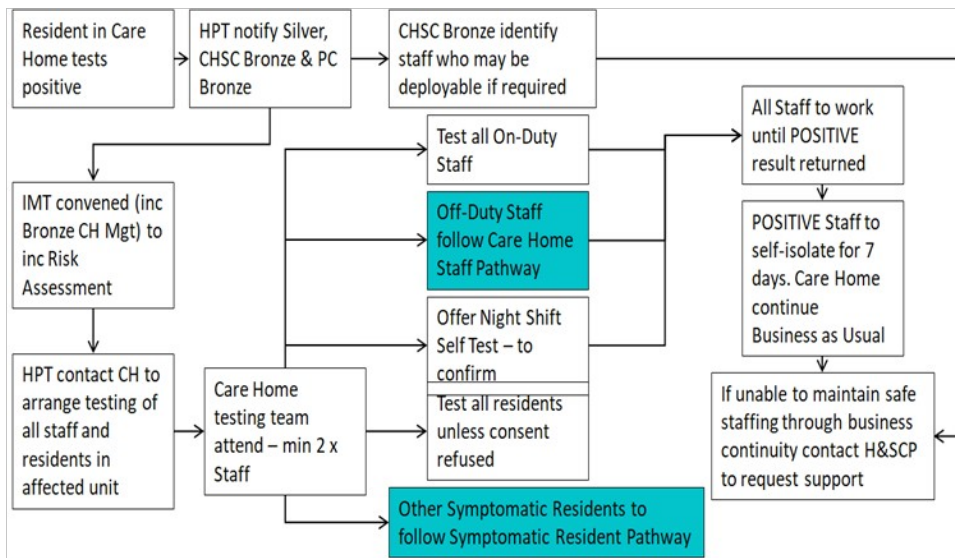 Resident in Care
Home tests
positive
HPT notify Silver,
CHSC Bronze & PC
Bronze
CHSC Bronze identify
staff who may be
deployable if required
IMT convened (inc
Bronze CH Mgt) to
inc Risk
Assessment
HPT contact CH to
arrange testing of
all staff and
residents in
affected unit
Care Home
testing team
attend – min 2 x
Staff
Test all On-Duty
Staff
Off-Duty Staff
follow Care Home
Staff Pathway
Offer Night Shift
Self Test – to
confirm
Test all residents
unless consent
refused
Other Symptomatic Residents to
follow Symptomatic Resident Pathway
All Staff to work
until POSITIVE
result returned
POSITIVE Staff to
self-isolate for 7
days. Care Home
continue
Business as Usual
If unable to maintain safe
staffing through business
continuity contact H&SCP
to request support